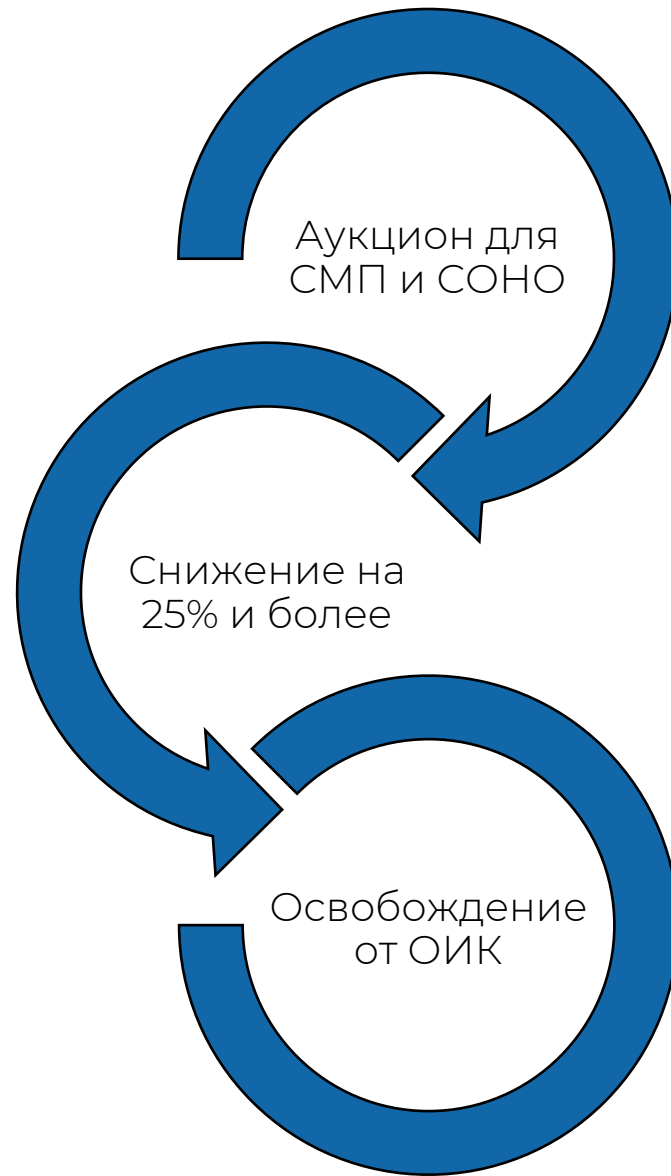 Аукцион для
СМП и СОНО
Снижение на
25% и более
Освобождение
от ОИК